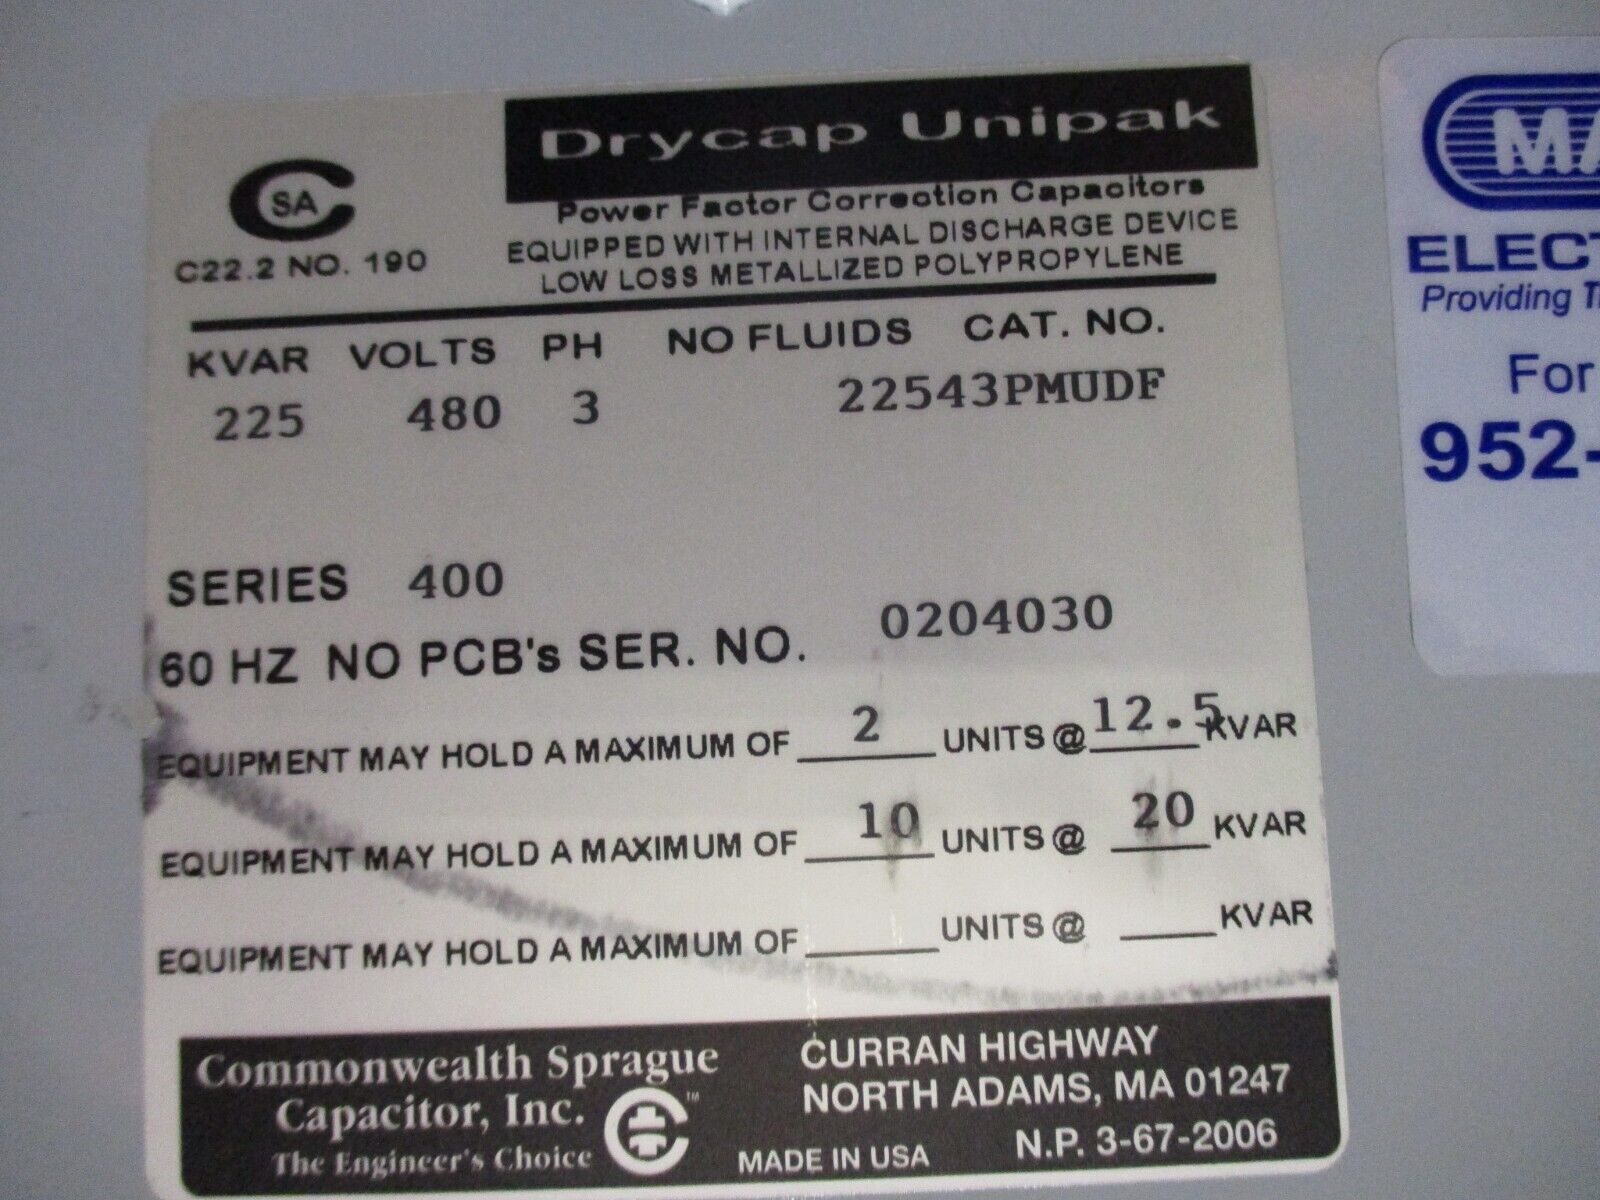 Drycap Unipak
Power Factor Correction Capacitors
EQUIPPED WITH INTERNAL DISCHARGE DEVICE
LOW LOSS METALLIZED POLYPROPYLENE
SA
C22.2 NO. 190
KVAR VOLTS PH NO FLUIDS CAT. NO.
225 480 3 22543PMUDF
SERIES 400
60 HZ NO PCB's SER. NO. 0204030
EQUIPMENT MAY HOLD A MAXIMUM OF 2 UNITS @ 12.5 KVAR
EQUIPMENT MAY HOLD A MAXIMUM OF 10 UNITS @ 20 KVAR
EQUIPMENT MAY HOLD A MAXIMUM OF ____ UNITS @ ____ KVAR
Commonwealth Sprague
Capacitor, Inc.
The Engineer's Choice
TM
CURRAN HIGHWAY
NORTH ADAMS, MA 01247
MADE IN USA N.P. 3-67-2006
MA
ELECT
Providing
For
952-